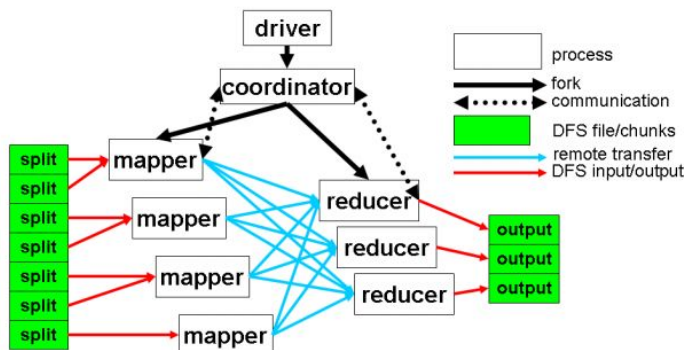 driver
coordinator
process
fork
communication
DFS file/chunks
remote transfer
DFS input/output
split
split
split
split
split
split
split
mapper
mapper
mapper
mapper
reducer
reducer
reducer
output
output
output